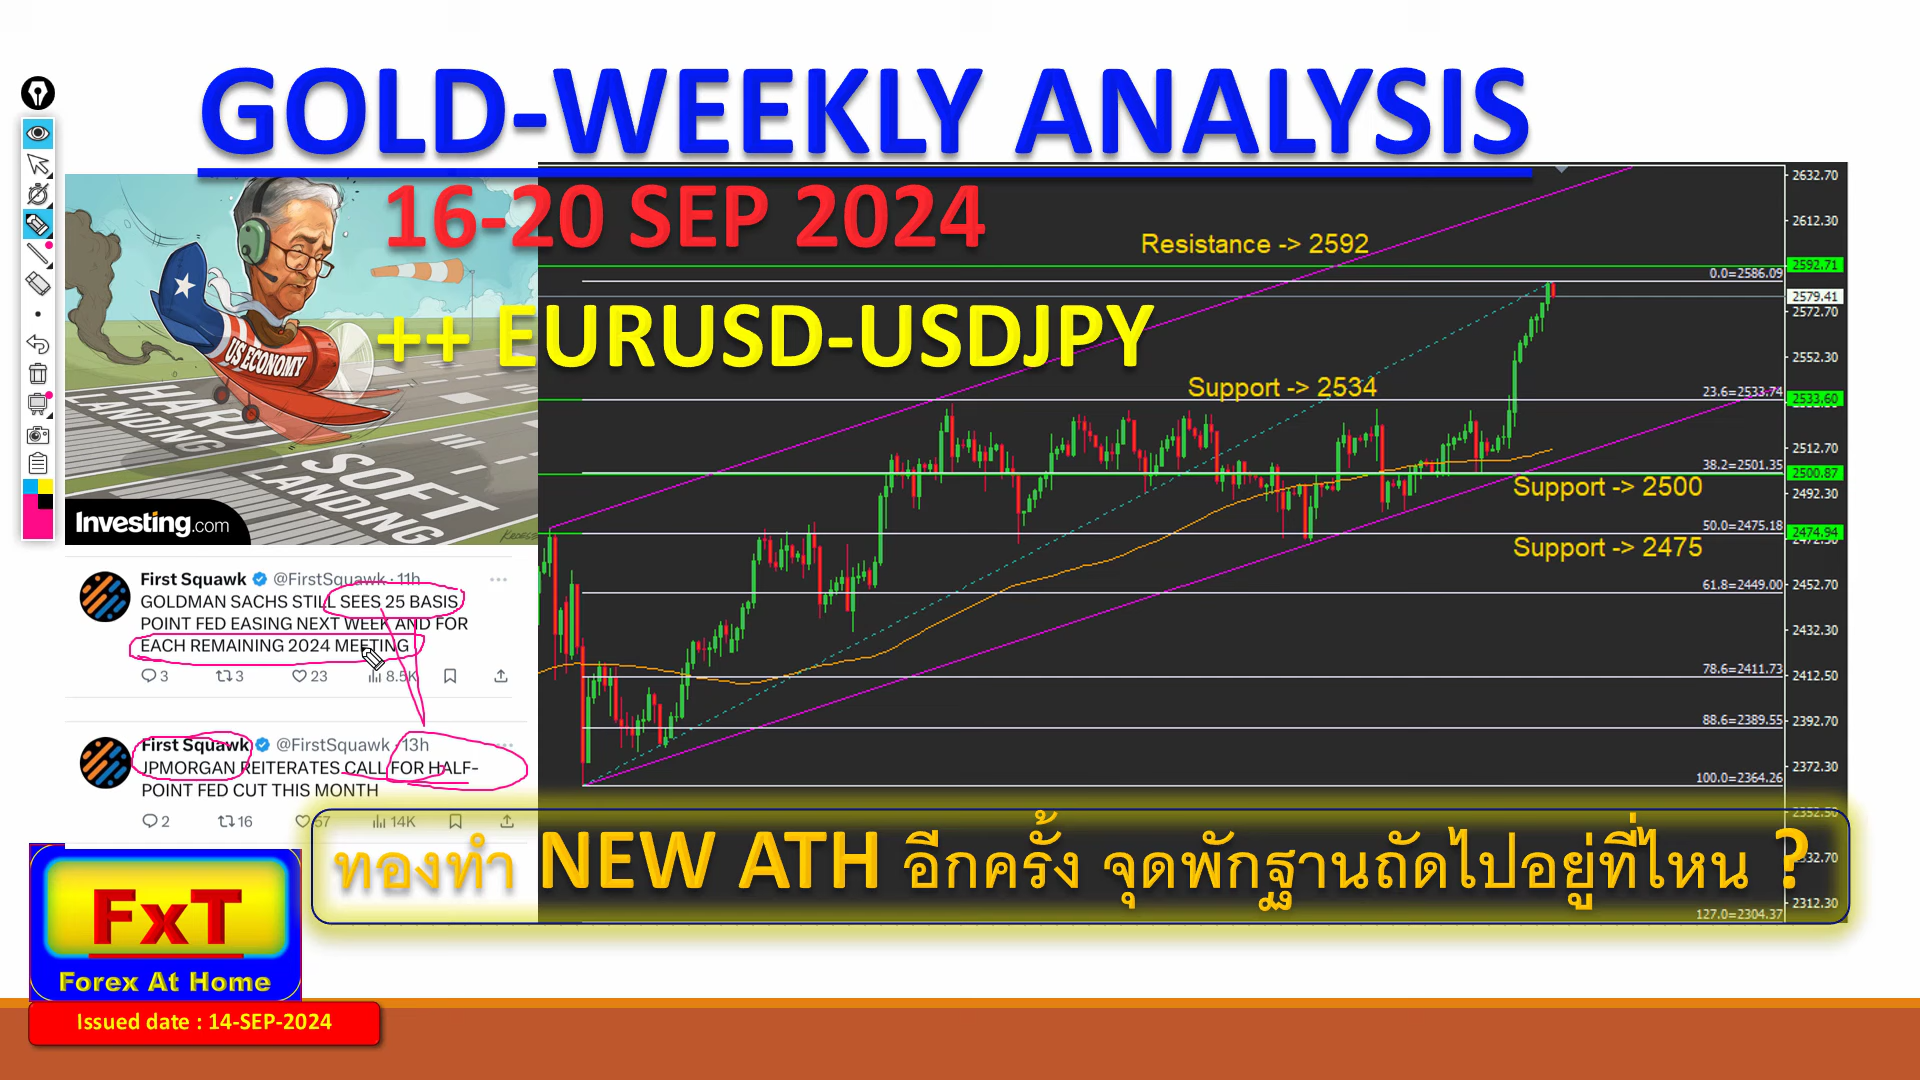 GOLD-WEEKLY ANALYSIS
16-20 SEP 2024
++ EURUSD-USDJPY
US ECONOMY
HARD
LANDING
SOFT
LANDING
Investing.com
First Squawk @FirstSquawk · 11h
GOLDMAN SACHS STILL SEES 25 BASIS
POINT FED EASING NEXT WEEK AND FOR
EACH REMAINING 2024 MEETING
3 3 23 8.5K
First Squawk @FirstSquawk · 13h
JPMORGAN REITERATES CALL FOR HALF-
POINT FED CUT THIS MONTH
2 16 57 14K
Resistance -> 2592
Support -> 2534
Support -> 2500
Support -> 2475
0.0=2586.09
23.6=2533.74
38.2=2501.35
50.0=2475.18
61.8=2449.00
78.6=2411.73
88.6=2389.55
100.0=2364.26
127.0=2304.37
2632.70
2612.30
2592.71
2579.41
2572.70
2552.30
2533.60
2512.70
2500.87
2492.30
2474.94
2452.70
2432.30
2412.50
2392.70
2372.30
2312.30
ทองทำ NEW ATH อีกครั้ง จุดพักฐานถัดไปอยู่ที่ไหน ?
FxT
Forex At Home
Issued date : 14-SEP-2024